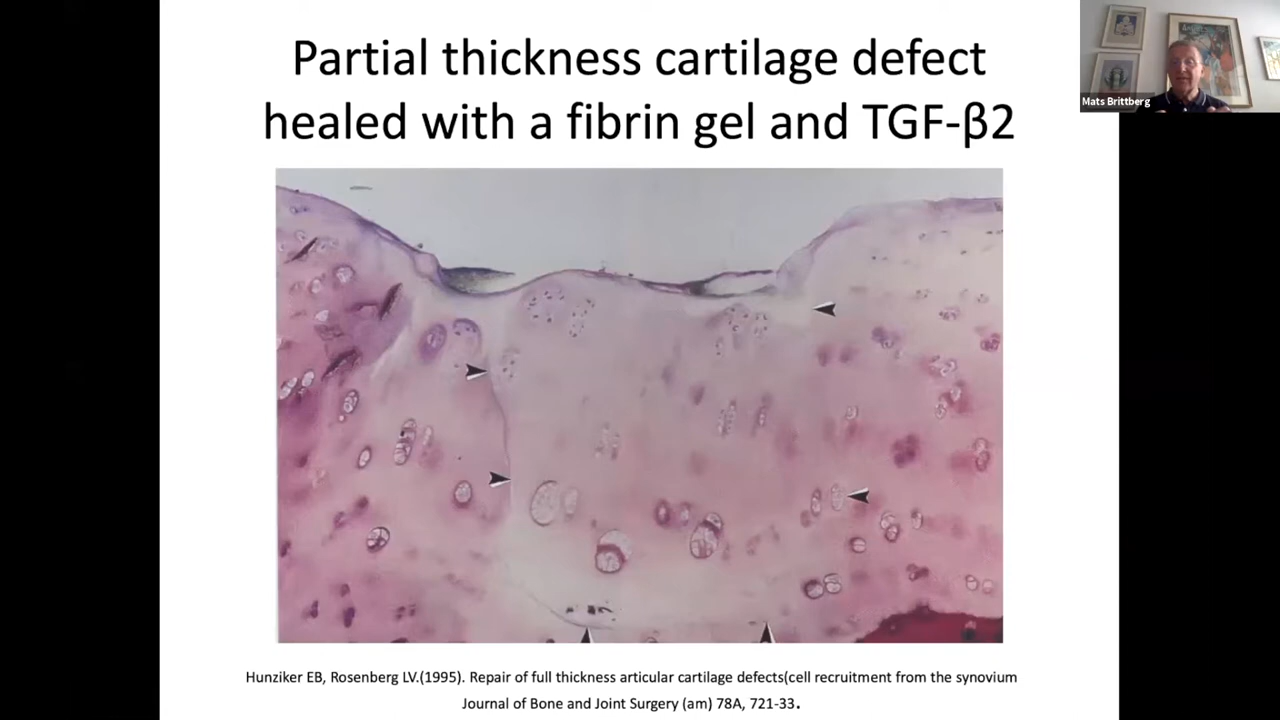 Partial thickness cartilage defect
healed with a fibrin gel and TGF-β2
Mats Brittberg
Hunziker EB, Rosenberg LV.(1995). Repair of full thickness articular cartilage defects(cell recruitment from the synovium
Journal of Bone and Joint Surgery (am) 78A, 721-33.